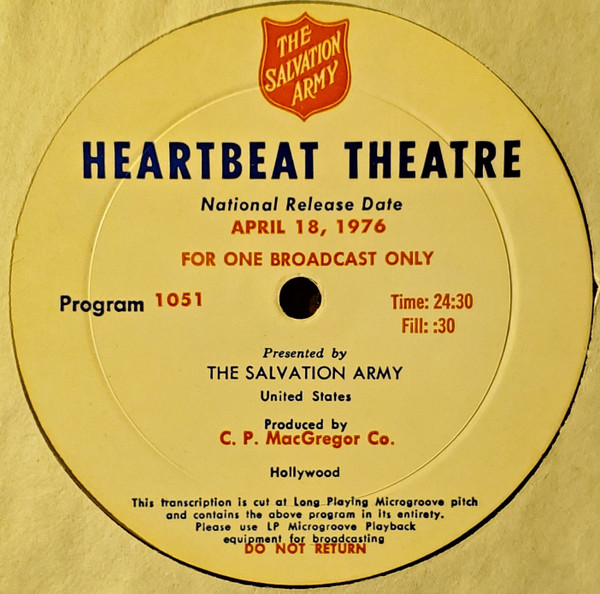 THE
SALVATION
ARMY
HEARTBEAT THEATRE
National Release Date
APRIL 18, 1976
FOR ONE BROADCAST ONLY
Program 1051
Time: 24:30
Fill: :30
Presented by
THE SALVATION ARMY
United States
Produced by
C. P. MacGregor Co.
Hollywood
This transcription is cut at Long Playing Microgroove pitch
and contains the above program in its entirety.
Please use LP Microgroove Playback
equipment for broadcasting
DO NOT RETURN